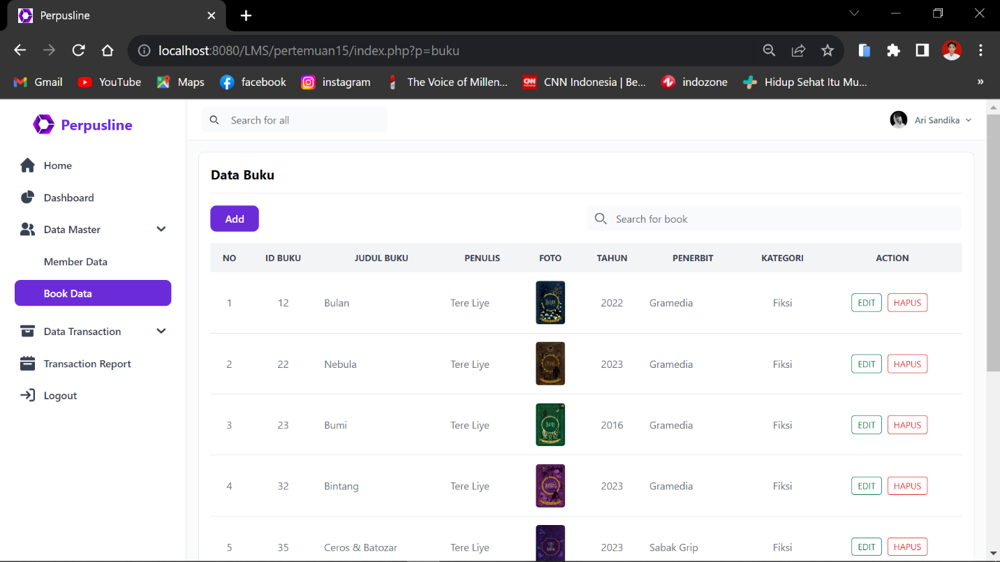 Perpusline
localhost:8080/LMS/pertemuan15/index.php?p=buku
Gmail YouTube Maps facebook instagram The Voice of Millen... CNN Indonesia | Be... indozone Hidup Sehat Itu Mu... »
Perpusline
Search for all
Ari Sandika
Home
Dashboard
Data Master
Member Data
Book Data
Data Transaction
Transaction Report
Logout
Data Buku
Add
Search for book
NO ID BUKU JUDUL BUKU PENULIS FOTO TAHUN PENERBIT KATEGORI ACTION
1 12 Bulan Tere Liye 2022 Gramedia Fiksi EDIT HAPUS
2 22 Nebula Tere Liye 2023 Gramedia Fiksi EDIT HAPUS
3 23 Bumi Tere Liye 2016 Gramedia Fiksi EDIT HAPUS
4 32 Bintang Tere Liye 2023 Gramedia Fiksi EDIT HAPUS
5 35 Ceros & Batozar Tere Liye 2023 Sabak Grip Fiksi EDIT HAPUS